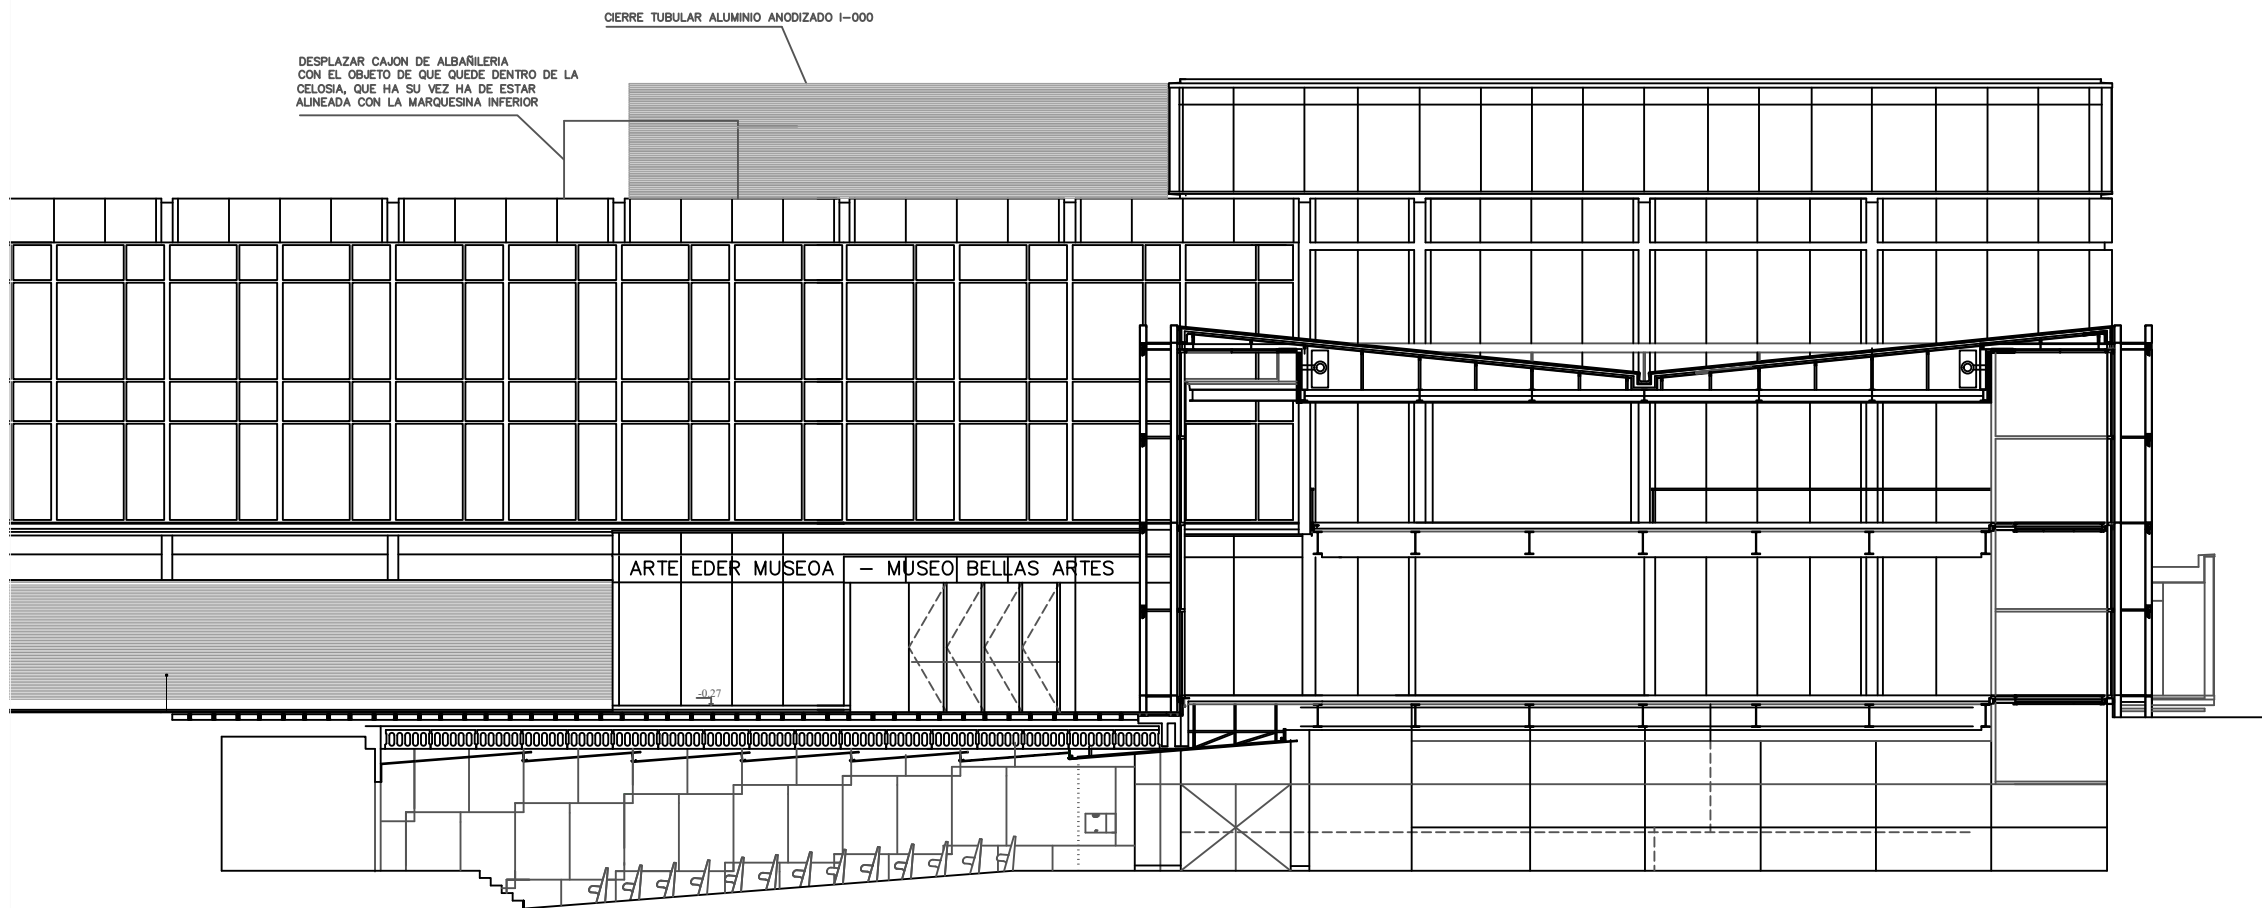 CIERRE TUBULAR ALUMINIO ANODIZADO I-000
DESPLAZAR CAJON DE ALBAÑILERIA
CON EL OBJETO DE QUE QUEDE DENTRO DE LA
CELOSIA, QUE HA SU VEZ HA DE ESTAR
ALINEADA CON LA MARQUESINA INFERIOR
ARTE EDER MUSEOA - MUSEO BELLAS ARTES
-0,27